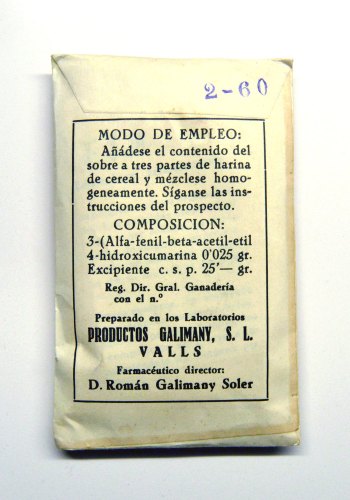 2-60
MODO DE EMPLEO:
Añádese el contenido del
sobre a tres partes de harina
de cereal y mézclese homo-
geneamente. Síganse las ins-
trucciones del prospecto.
COMPOSICION:
3-(Alfa-fenil-beta-acetil-etil
4-hidroxicumarina 0'025 gr.
Excipiente c. s. p. 25'— gr.
Reg. Dir. Gral. Ganadería
con el n.º
Preparado en los Laboratorios
PRODUCTOS GALIMANY, S. L.
VALLS
Farmacéutico director:
D. Román Galimany Soler